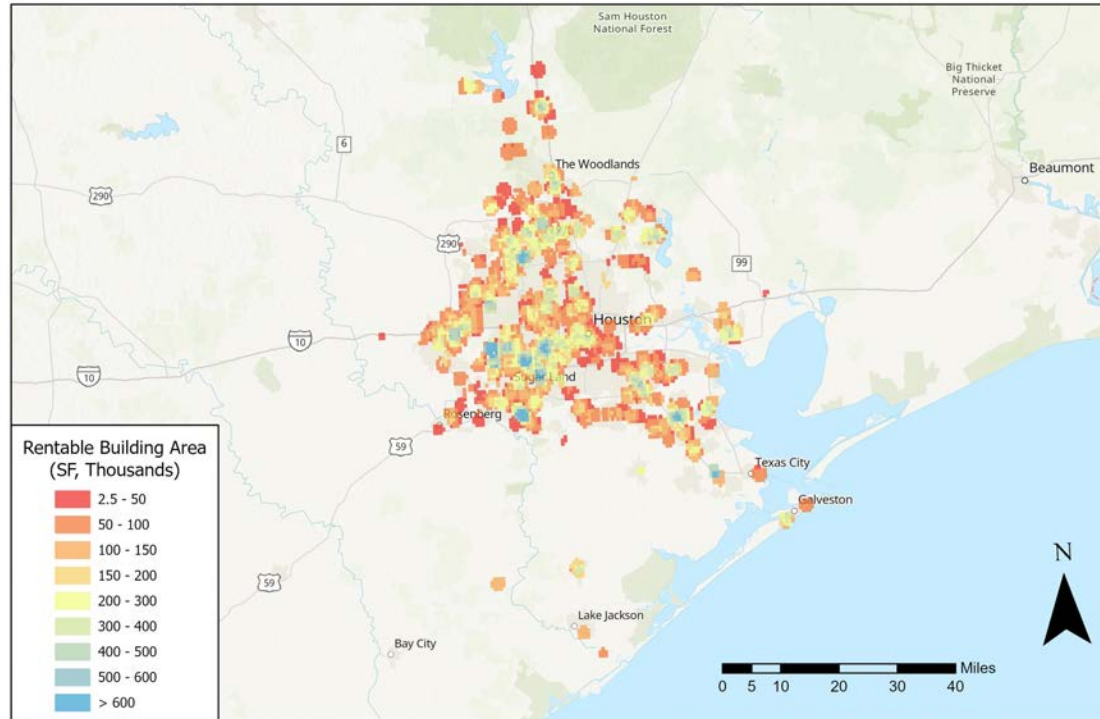 Sam Houston
National Forest
Big Thicket
National
Preserve
6
The Woodlands
Beaumont
290
290
99
Houston
10
10
Sugar Land
Rosenberg
59
Texas City
Galveston
59
Lake Jackson
Bay City
Rentable Building Area
(SF, Thousands)
2.5 - 50
50 - 100
100 - 150
150 - 200
200 - 300
300 - 400
400 - 500
500 - 600
> 600
N
Miles
0 5 10 20 30 40